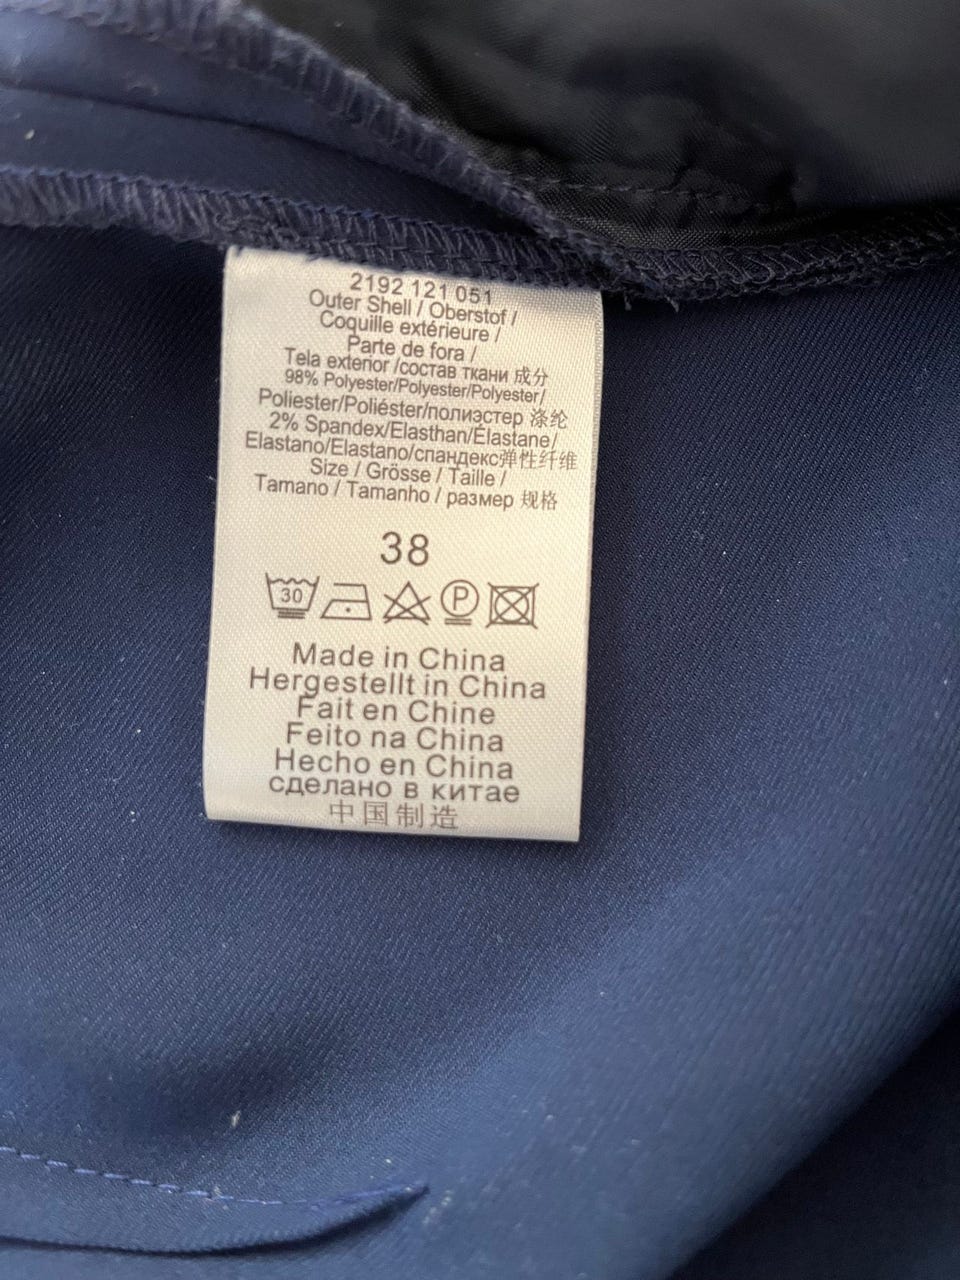 2192 121 051
Outer Shell / Oberstof /
Coquille extérieure /
Parte de fora /
Tela exterior /состав ткани 成分
98% Polyester/Polyester/Polyester/
Poliester/Poliéster/полиэстер 涤纶
2% Spandex/Elasthan/Élastane/
Elastano/Elastano/спандекс弹性纤维
Size / Grösse / Taille /
Tamano / Tamanho / размер 规格
38
30 P
Made in China
Hergestellt in China
Fait en Chine
Feito na China
Hecho en China
сделано в китае
中国制造